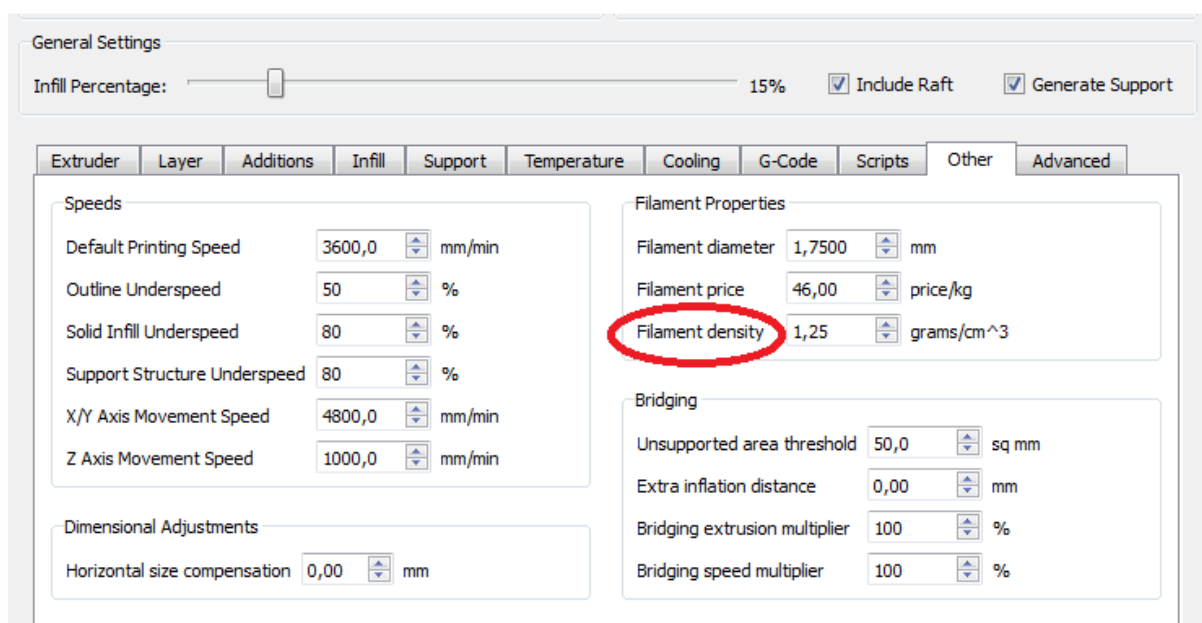 General Settings
Infill Percentage: 15% Include Raft Generate Support
Extruder Layer Additions Infill Support Temperature Cooling G-Code Scripts Other Advanced
Speeds
Default Printing Speed 3600,0 mm/min
Outline Underspeed 50 %
Solid Infill Underspeed 80 %
Support Structure Underspeed 80 %
X/Y Axis Movement Speed 4800,0 mm/min
Z Axis Movement Speed 1000,0 mm/min
Dimensional Adjustments
Horizontal size compensation 0,00 mm
Filament Properties
Filament diameter 1,7500 mm
Filament price 46,00 price/kg
Filament density 1,25 grams/cm^3
Bridging
Unsupported area threshold 50,0 sq mm
Extra inflation distance 0,00 mm
Bridging extrusion multiplier 100 %
Bridging speed multiplier 100 %